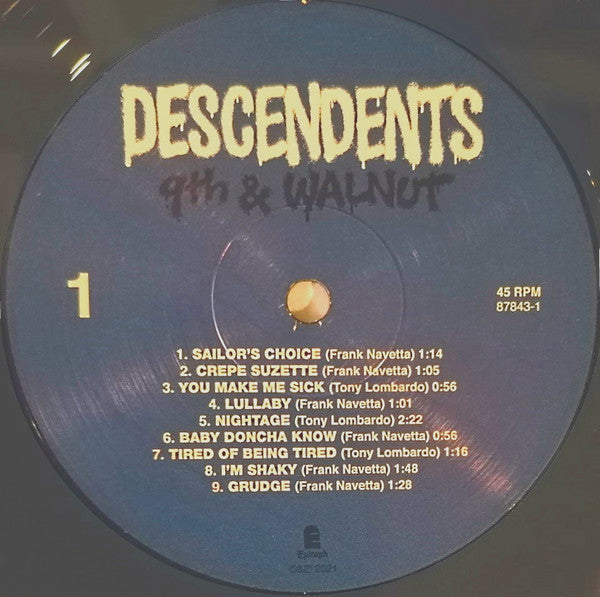 DESCENDENTS
9th & WALNUT
1
45 RPM
87843-1
1. SAILOR'S CHOICE (Frank Navetta) 1:14
2. CREPE SUZETTE (Frank Navetta) 1:05
3. YOU MAKE ME SICK (Tony Lombardo) 0:56
4. LULLABY (Frank Navetta) 1:01
5. NIGHTAGE (Tony Lombardo) 2:22
6. BABY DONCHA KNOW (Frank Navetta) 0:56
7. TIRED OF BEING TIRED (Tony Lombardo) 1:16
8. I'M SHAKY (Frank Navetta) 1:48
9. GRUDGE (Frank Navetta) 1:28
Epitaph
©&℗ 2021